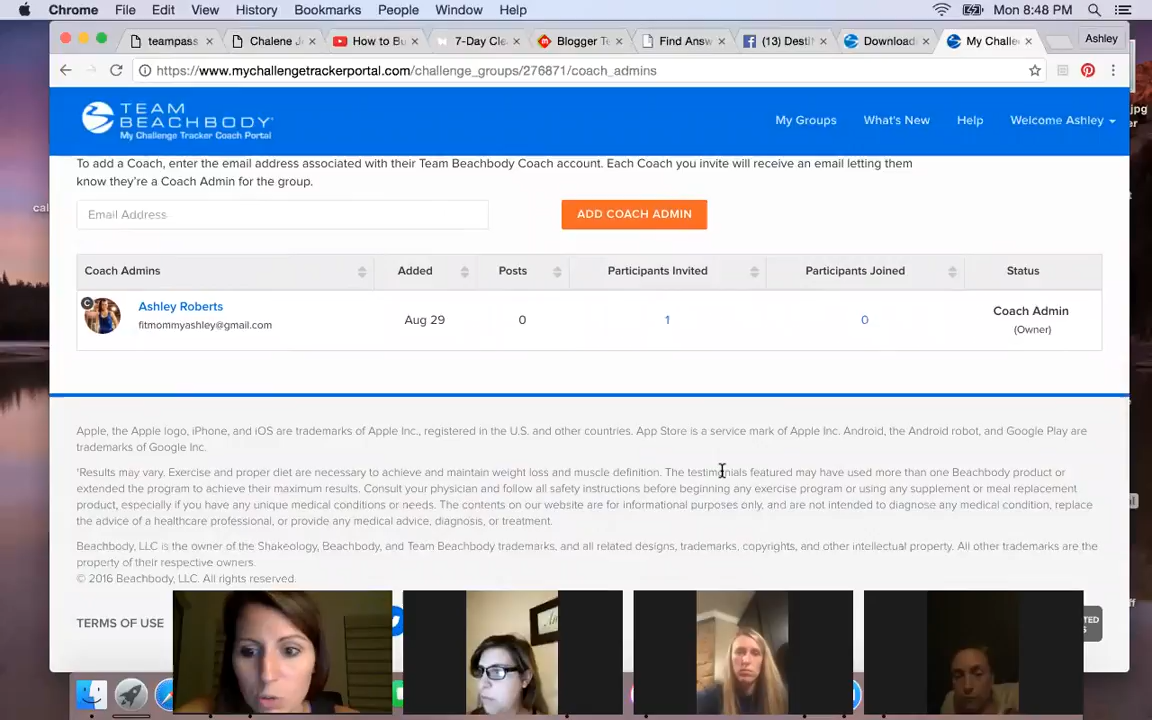 Chrome File Edit View History Bookmarks People Window Help Mon 8:48 PM
teampass Chalene J How to Bu 7-Day Cle Blogger Te Find Answ (13) Desti Download My Challe Ashley
https://www.mychallengetrackerportal.com/challenge_groups/276871/coach_admins
TEAM
BEACHBODY
My Challenge Tracker Coach Portal
My Groups What's New Help Welcome Ashley
To add a Coach, enter the email address associated with their Team Beachbody Coach account. Each Coach you invite will receive an email letting them
know they're a Coach Admin for the group.
Email Address
ADD COACH ADMIN
Coach Admins Added Posts Participants Invited Participants Joined Status
C
Ashley Roberts
fitmommyashley@gmail.com
Aug 29 0 1 0
Coach Admin
(Owner)
Apple, the Apple logo, iPhone, and iOS are trademarks of Apple Inc., registered in the U.S. and other countries. App Store is a service mark of Apple Inc. Android, the Android robot, and Google Play are
trademarks of Google Inc.
†Results may vary. Exercise and proper diet are necessary to achieve and maintain weight loss and muscle definition. The testimonials featured may have used more than one Beachbody product or
extended the program to achieve their maximum results. Consult your physician and follow all safety instructions before beginning any exercise program or using any supplement or meal replacement
product, especially if you have any unique medical conditions or needs. The contents on our website are for informational purposes only, and are not intended to diagnose any medical condition, replace
the advice of a healthcare professional, or provide any medical advice, diagnosis, or treatment.
Beachbody, LLC is the owner of the Shakeology, Beachbody, and Team Beachbody trademarks, and all related designs, trademarks, copyrights, and other intellectual property. All other trademarks are the
property of their respective owners.
© 2016 Beachbody, LLC. All rights reserved.
TERMS OF USE